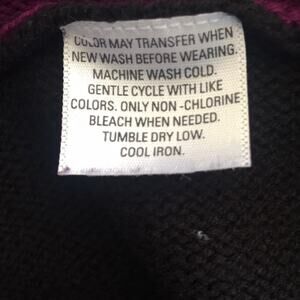 COLOR MAY TRANSFER WHEN
NEW WASH BEFORE WEARING.
MACHINE WASH COLD.
GENTLE CYCLE WITH LIKE
COLORS. ONLY NON -CHLORINE
BLEACH WHEN NEEDED.
TUMBLE DRY LOW.
COOL IRON.